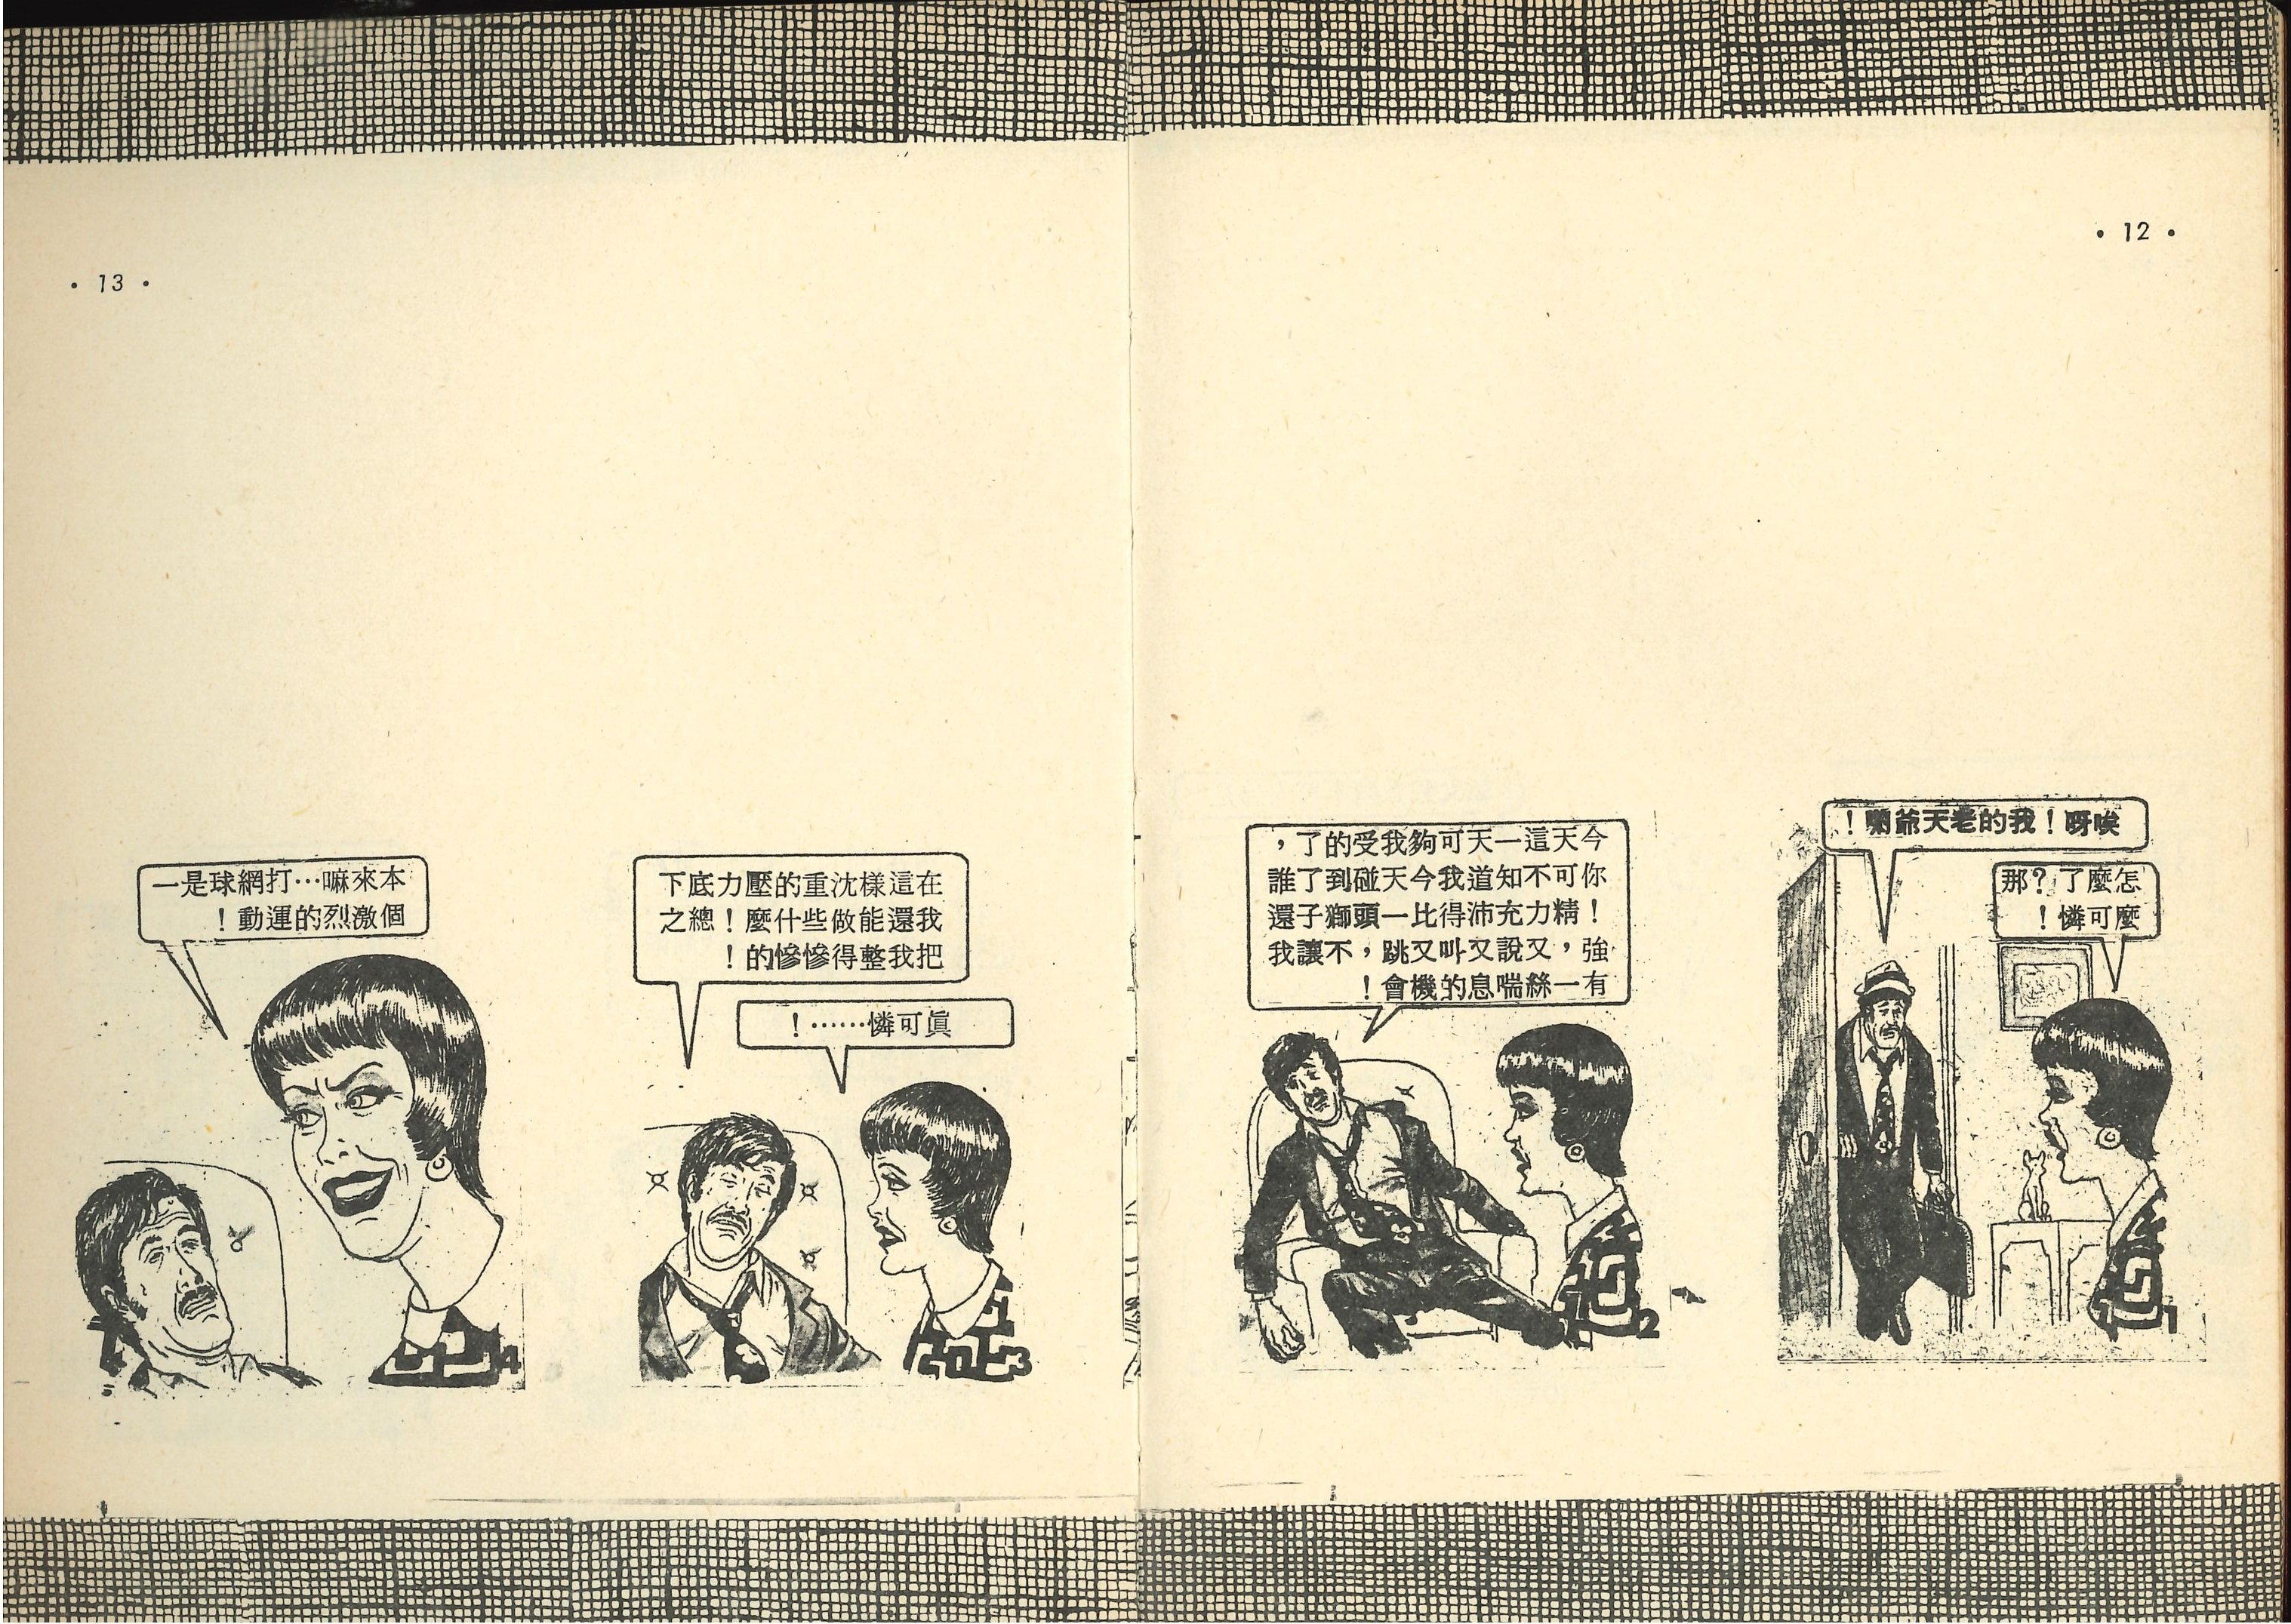 • 12 •
唉呀！我的老天爺喲！
怎麼了？那
麼可憐！
1
今天這一天可夠我受的了，
你可不知道我今天碰到了誰
！精力充沛得比一頭獅子還
強，又說又叫又跳，不讓我
有一絲喘息的機會！
2
• 13 •
在這樣沈重的壓力底下
我還能做些什麼！總之
把我整得慘慘的！
眞可憐……！
3
本來嘛…打網球是一
個激烈的運動！
4